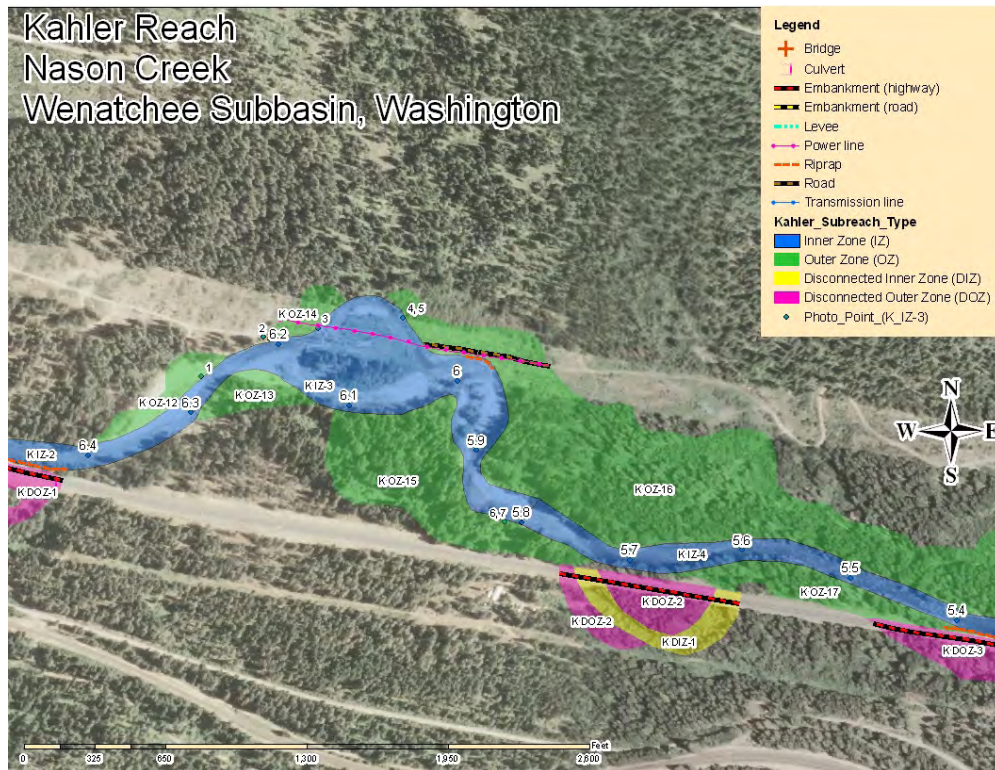 Kahler Reach
Nason Creek
Wenatchee Subbasin, Washington
Legend
Bridge
Culvert
Embankment (highway)
Embankment (road)
Levee
Power line
Riprap
Road
Transmission line
Kahler_Subreach_Type
Inner Zone (IZ)
Outer Zone (OZ)
Disconnected Inner Zone (DIZ)
Disconnected Outer Zone (DOZ)
Photo_Point_(K_IZ-3)
K OZ-14
4, 5
3
2
6.2
1
6
K IZ-3
K OZ-13
6.1
K OZ-12
6.3
N
W E
S
6.4
5.9
K IZ-2
K OZ-15
K OZ-16
K DOZ-1
6,7
5.8
5.7
K IZ-4
5.6
5.5
K OZ-17
5.4
K DOZ-2
K DOZ-2
K DIZ-1
K DOZ-3
Feet
0 325 650 1,300 1,950 2,600